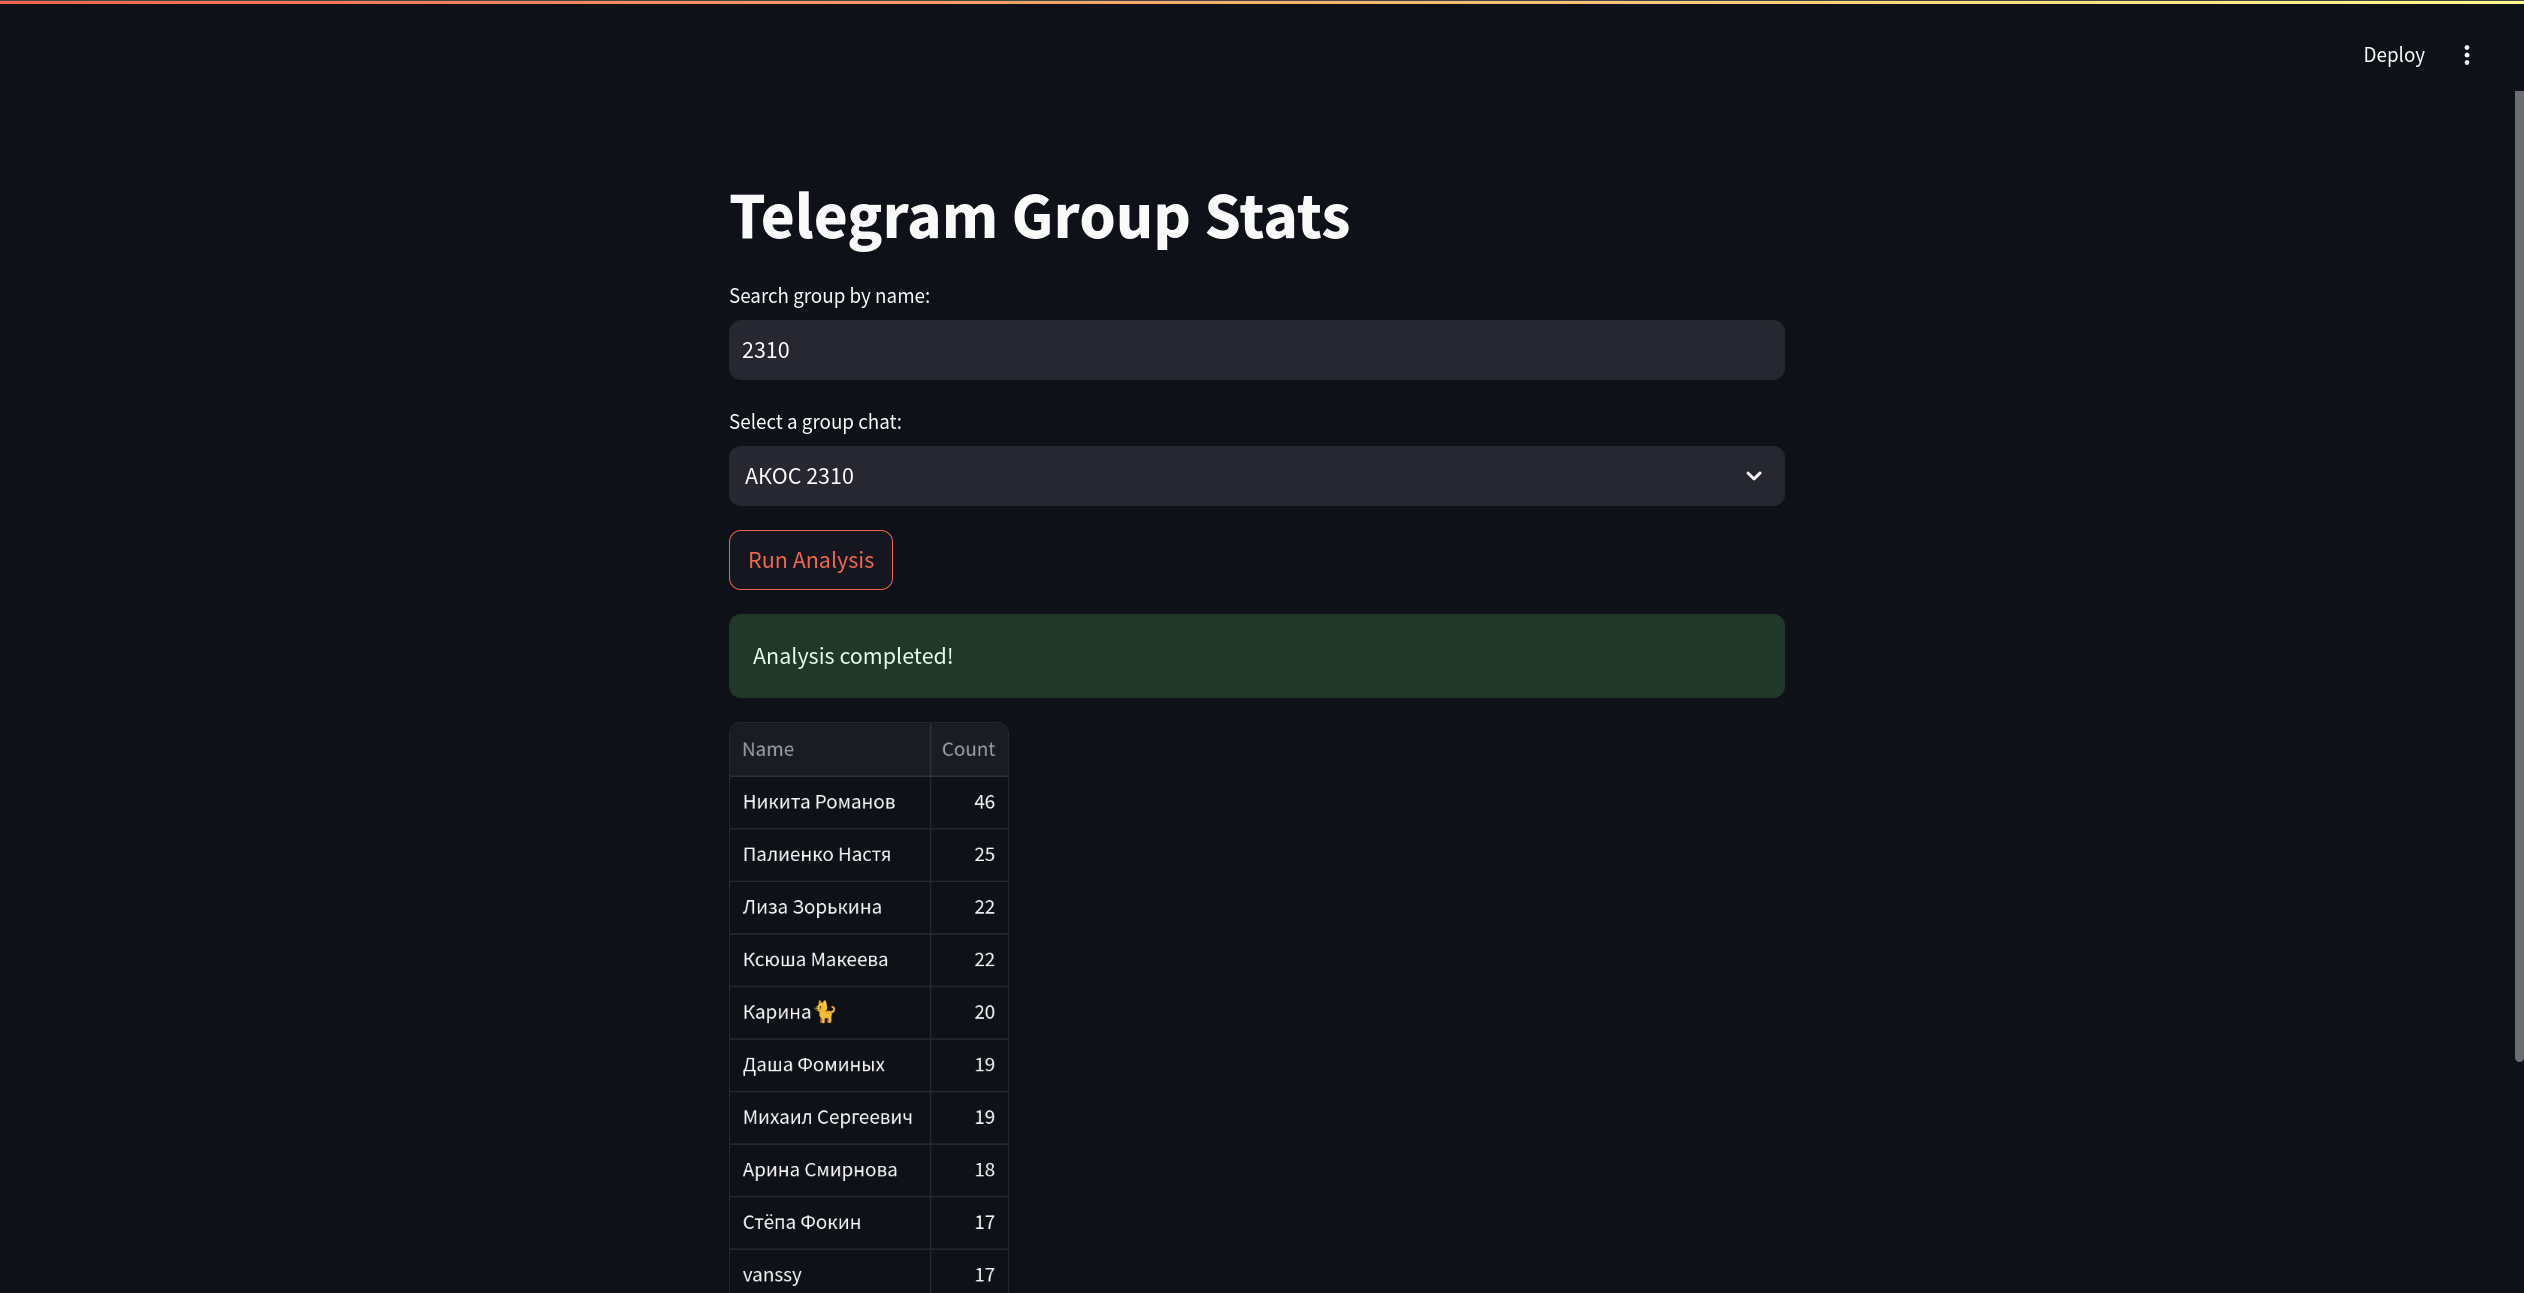 Deploy
Telegram Group Stats
Search group by name:
2310
Select a group chat:
АКОС 2310
Run Analysis
Analysis completed!
Name Count
Никита Романов 46
Палиенко Настя 25
Лиза Зорькина 22
Ксюша Макеева 22
Карина🐈 20
Даша Фоминых 19
Михаил Сергеевич 19
Арина Смирнова 18
Стёпа Фокин 17
vanssy 17